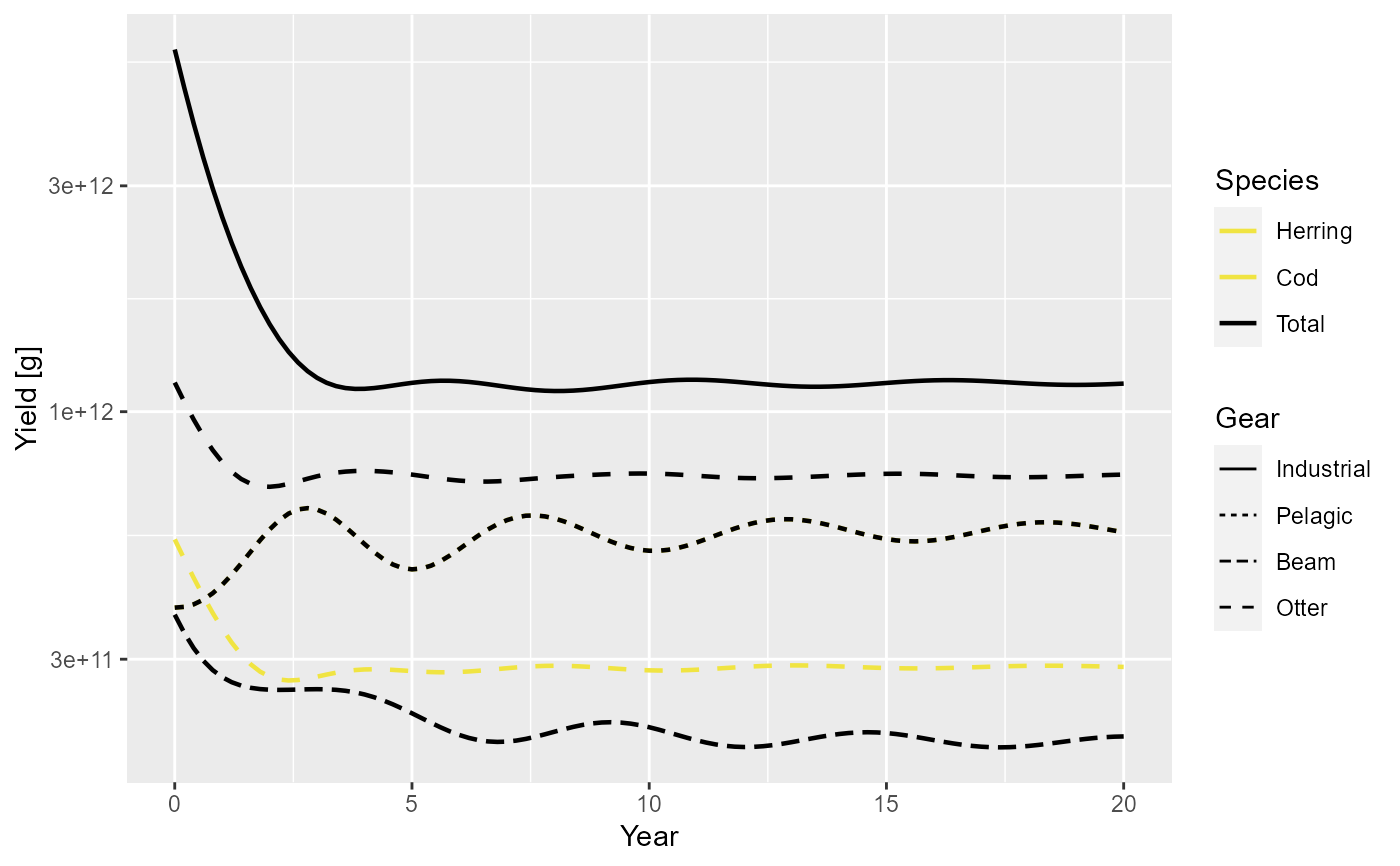 Yield [g]
3e+12
1e+12
3e+11
0
5
10
15
20
Year
Species
Herring
Cod
Total
Gear
Industrial
Pelagic
Beam
Otter